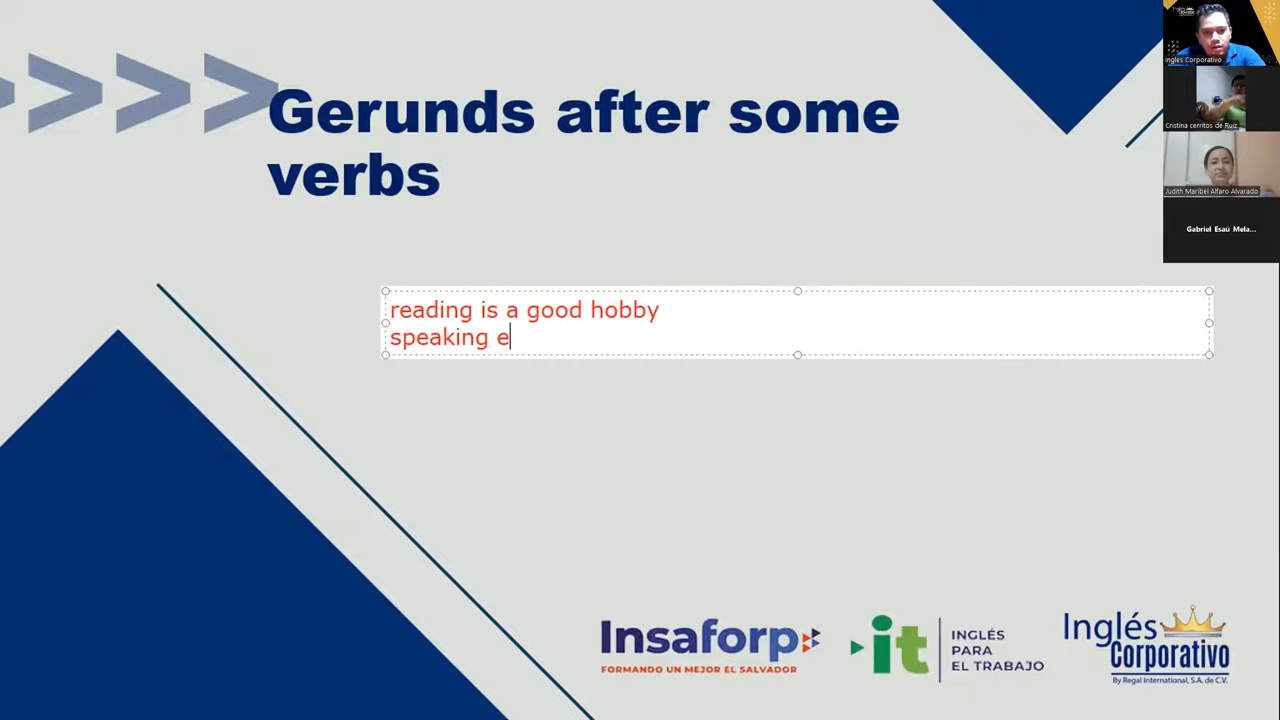 Gerunds after some
verbs
reading is a good hobby
speaking e
Inglés Corporativo
Cristina cerritos de Ruíz
Judith Maribel Alfaro Alvarado
Gabriel Esaú Mela...
Insaforp
FORMANDO UN MEJOR EL SALVADOR
it
INGLÉS
PARA
EL TRABAJO
Inglés
Corporativo
By Regal International, S.A. de C.V.